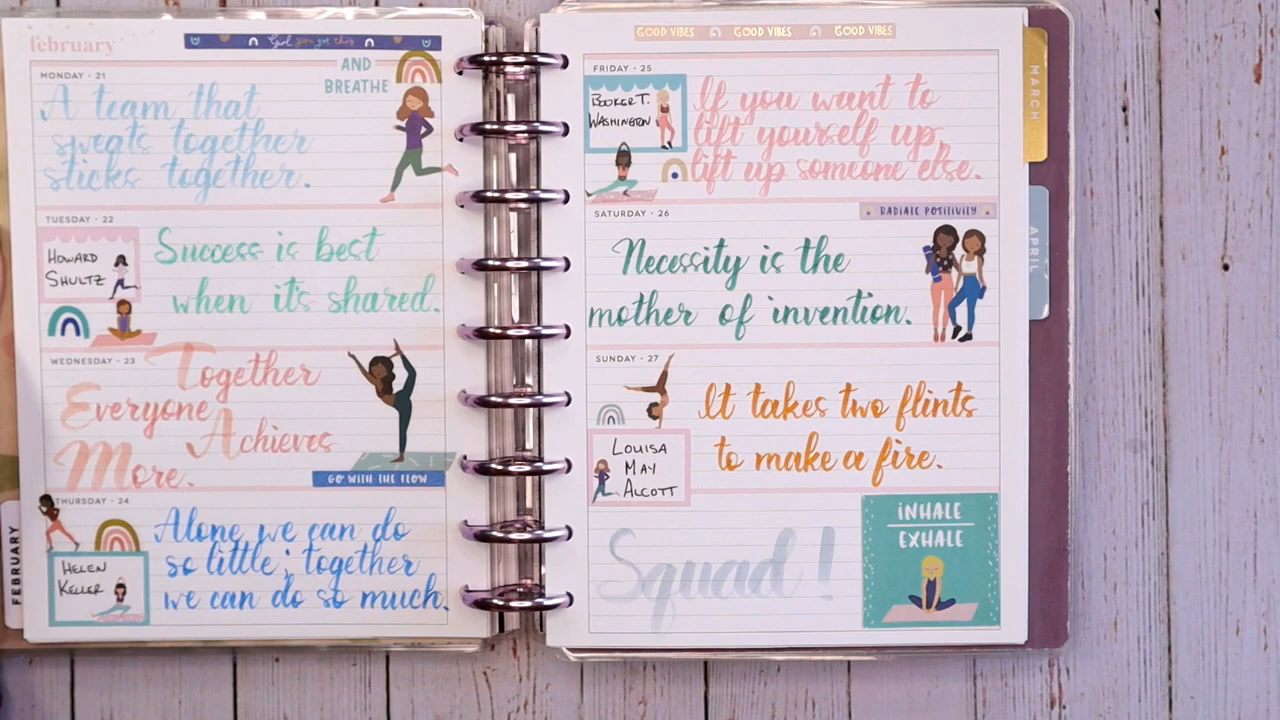 february
Girl you got this
MONDAY · 21
AND
BREATHE
A team that
sweats together
sticks together.
TUESDAY · 22
HOWARD
SHULTZ
Success is best
when it's shared.
WEDNESDAY · 23
Together
Everyone
Achieves
More.
GO WITH THE FLOW
THURSDAY · 24
HELEN
KELLER
Alone we can do
so little; together
we can do so much.
FEBRUARY
GOOD VIBES GOOD VIBES GOOD VIBES
FRIDAY · 25
BOOKER T.
WASHINGTON
If you want to
lift yourself up,
lift up someone else.
SATURDAY · 26
RADIATE POSITIVITY
Necessity is the
mother of invention.
SUNDAY · 27
LOUISA
MAY
ALCOTT
It takes two flints
to make a fire.
Squad!
INHALE
EXHALE
MARCH
APRIL